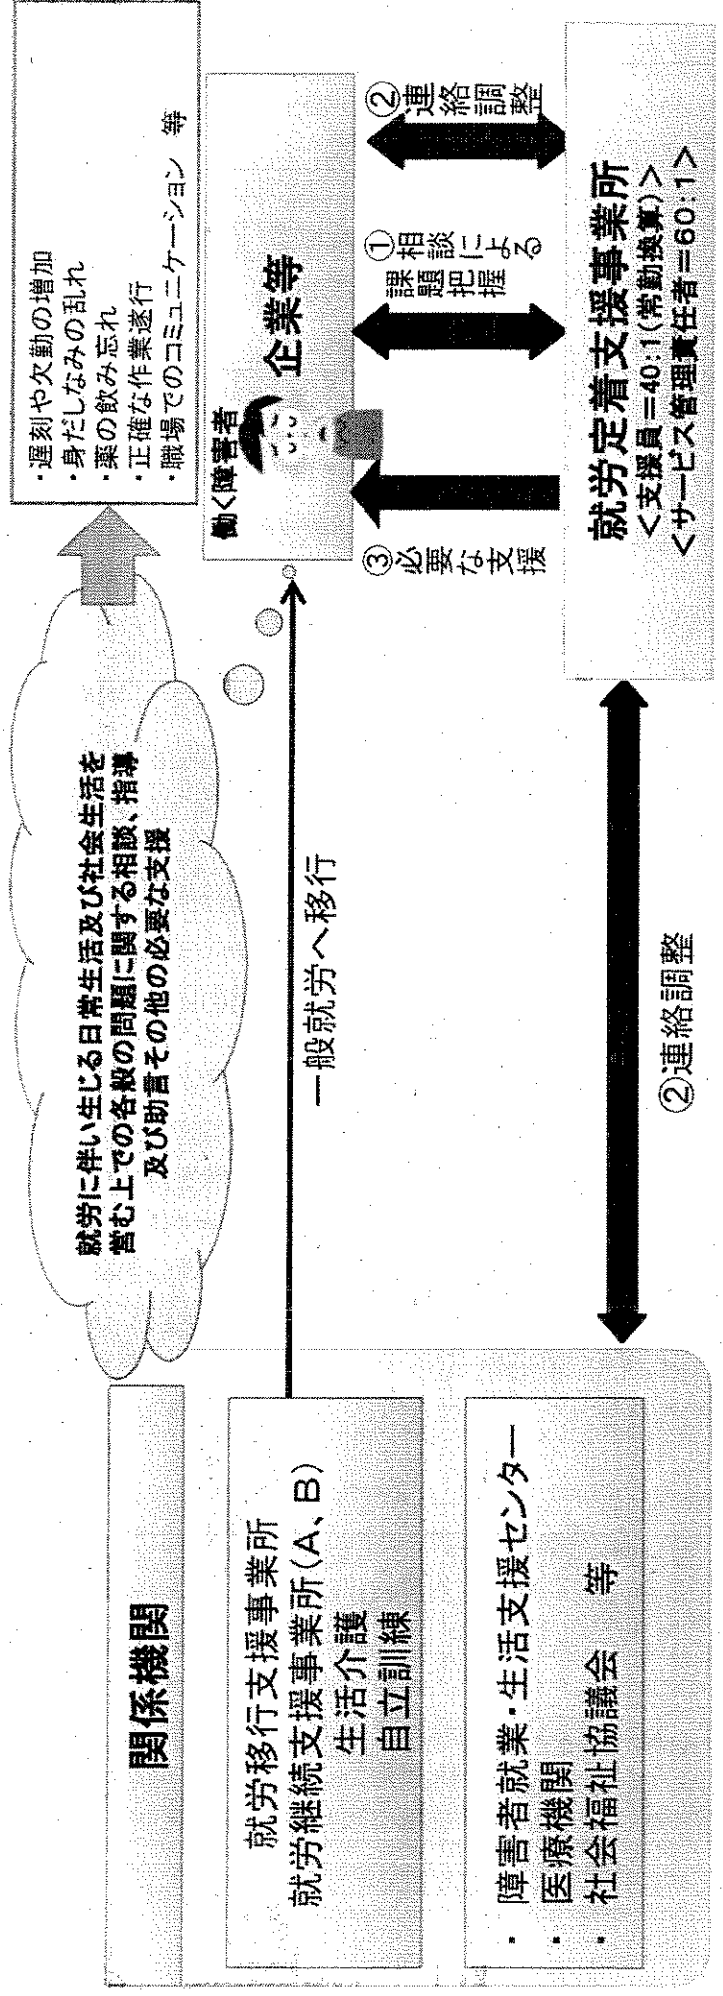 関係機関
就労移行支援事業所
就労継続支援事業所(A、B)
生活介護
自立訓練
・障害者就業・生活支援センター
・医療機関
・社会福祉協議会 等
就労に伴い生じる日常生活及び社会生活を
営む上での各般の問題に関する相談、指導
及び助言その他の必要な支援
・遅刻や欠勤の増加
・身だしなみの乱れ
・薬の飲み忘れ
・正確な作業遂行
・職場でのコミュニケーション 等
一般就労へ移行
働く障害者
企業等
③必要な支援
①相談による
課題把握
②連絡調整
②連絡調整
就労定着支援事業所
<支援員=40:1(常勤換算)>
<サービス管理責任者=60:1>